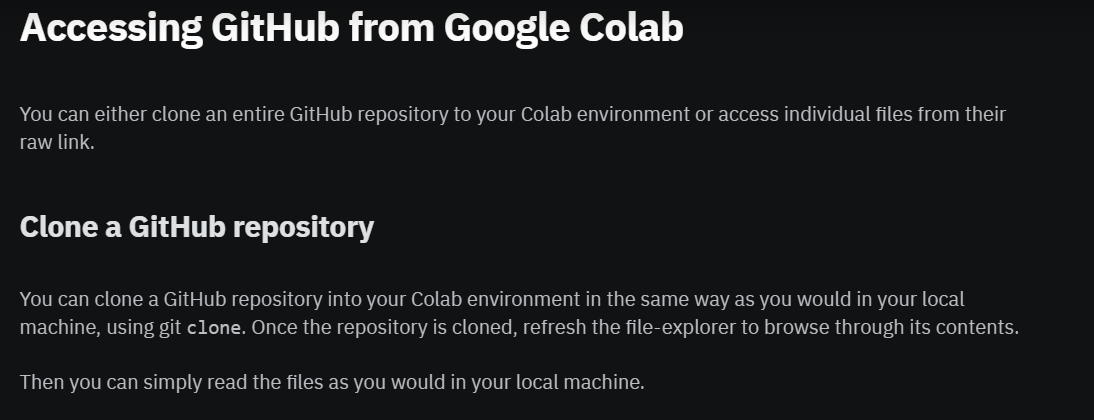 Accessing GitHub from Google Colab
You can either clone an entire GitHub repository to your Colab environment or access individual files from their
raw link.
Clone a GitHub repository
You can clone a GitHub repository into your Colab environment in the same way as you would in your local
machine, using git clone. Once the repository is cloned, refresh the file-explorer to browse through its contents.
Then you can simply read the files as you would in your local machine.